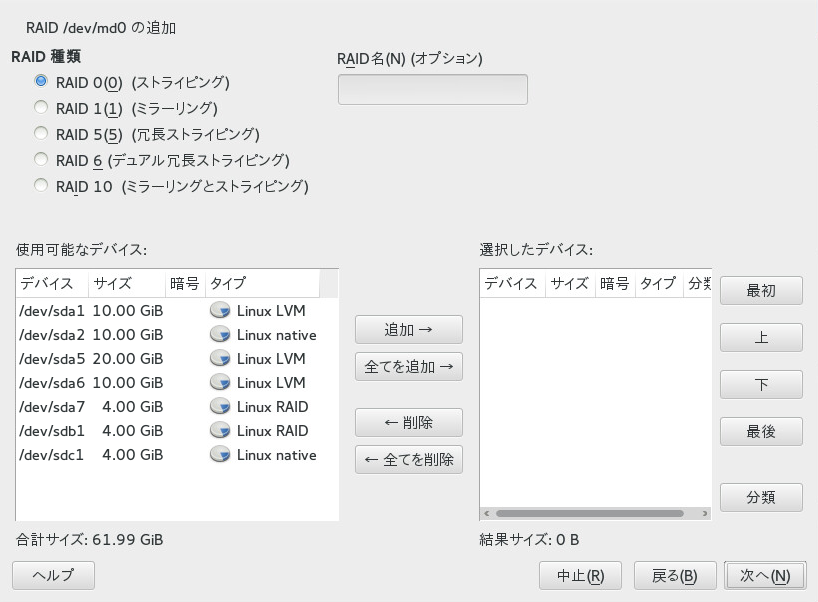 RAID /dev/md0 の追加
RAID 種類
RAID 0(0) (ストライピング)
RAID 1(1) (ミラーリング)
RAID 5(5) (冗長ストライピング)
RAID 6 (デュアル冗長ストライピング)
RAID 10 (ミラーリングとストライピング)
RAID名(N) (オプション)
使用可能なデバイス:
デバイス サイズ 暗号 タイプ
/dev/sda1 10.00 GiB Linux LVM
/dev/sda2 10.00 GiB Linux native
/dev/sda5 20.00 GiB Linux LVM
/dev/sda6 10.00 GiB Linux LVM
/dev/sda7 4.00 GiB Linux RAID
/dev/sdb1 4.00 GiB Linux RAID
/dev/sdc1 4.00 GiB Linux native
合計サイズ: 61.99 GiB
追加 →
全てを追加 →
← 削除
← 全てを削除
選択したデバイス:
デバイス サイズ 暗号 タイプ 分類
結果サイズ: 0 B
最初
上
下
最後
分類
ヘルプ
中止(R)
戻る(B)
次へ(N)